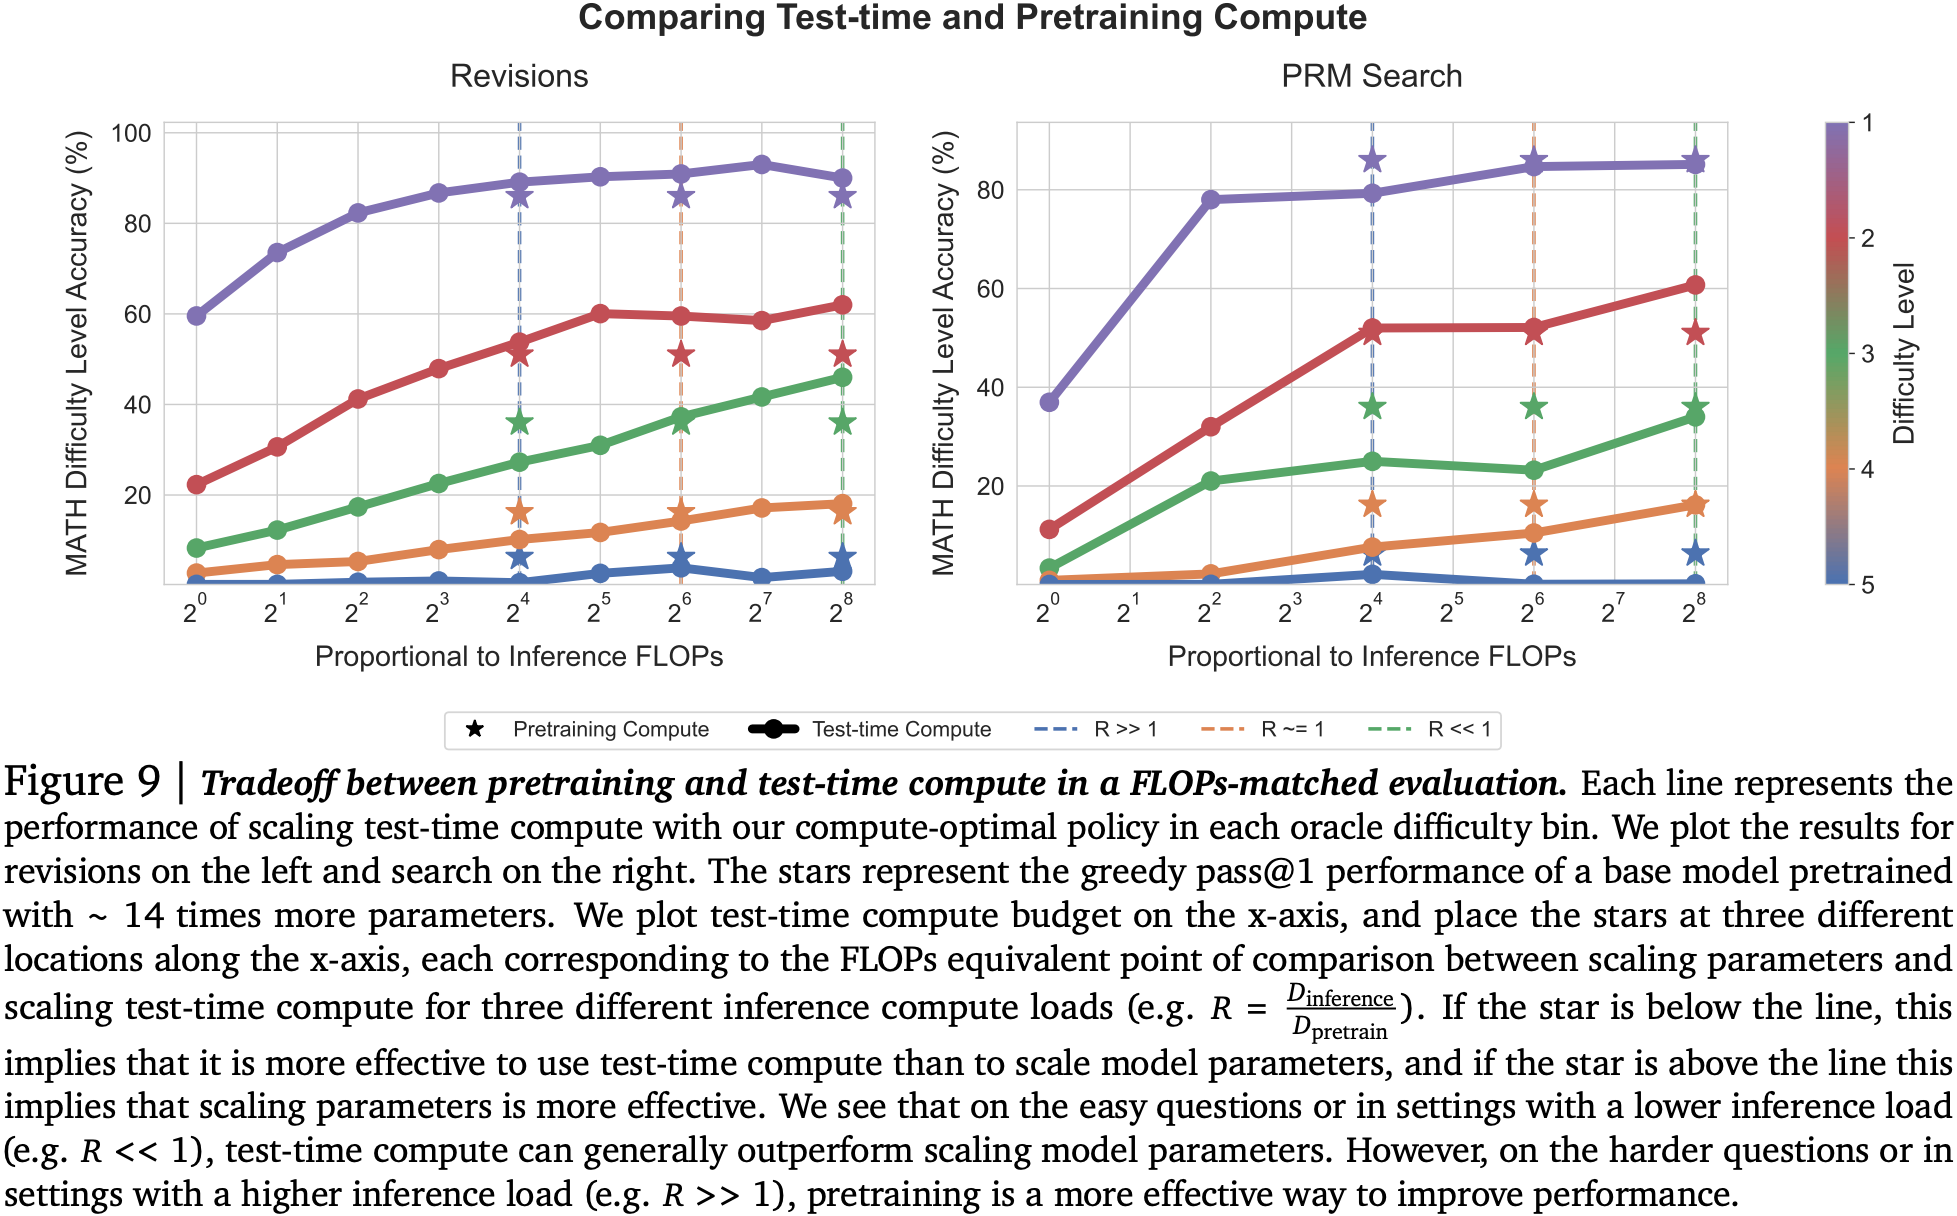 Comparing Test-time and Pretraining Compute
Revisions
MATH Difficulty Level Accuracy (%)
100
80
60
40
20
2^0 2^1 2^2 2^3 2^4 2^5 2^6 2^7 2^8
Proportional to Inference FLOPs
PRM Search
MATH Difficulty Level Accuracy (%)
80
60
40
20
2^0 2^1 2^2 2^3 2^4 2^5 2^6 2^7 2^8
Proportional to Inference FLOPs
1
2
3
4
5
Difficulty Level
Pretraining Compute Test-time Compute R >> 1 R ~= 1 R << 1
Figure 9 | Tradeoff between pretraining and test-time compute in a FLOPs-matched evaluation. Each line represents the
performance of scaling test-time compute with our compute-optimal policy in each oracle difficulty bin. We plot the results for
revisions on the left and search on the right. The stars represent the greedy pass@1 performance of a base model pretrained
with ~ 14 times more parameters. We plot test-time compute budget on the x-axis, and place the stars at three different
locations along the x-axis, each corresponding to the FLOPs equivalent point of comparison between scaling parameters and
scaling test-time compute for three different inference compute loads (e.g. R = D_inference / D_pretrain). If the star is below the line, this
implies that it is more effective to use test-time compute than to scale model parameters, and if the star is above the line this
implies that scaling parameters is more effective. We see that on the easy questions or in settings with a lower inference load
(e.g. R << 1), test-time compute can generally outperform scaling model parameters. However, on the harder questions or in
settings with a higher inference load (e.g. R >> 1), pretraining is a more effective way to improve performance.